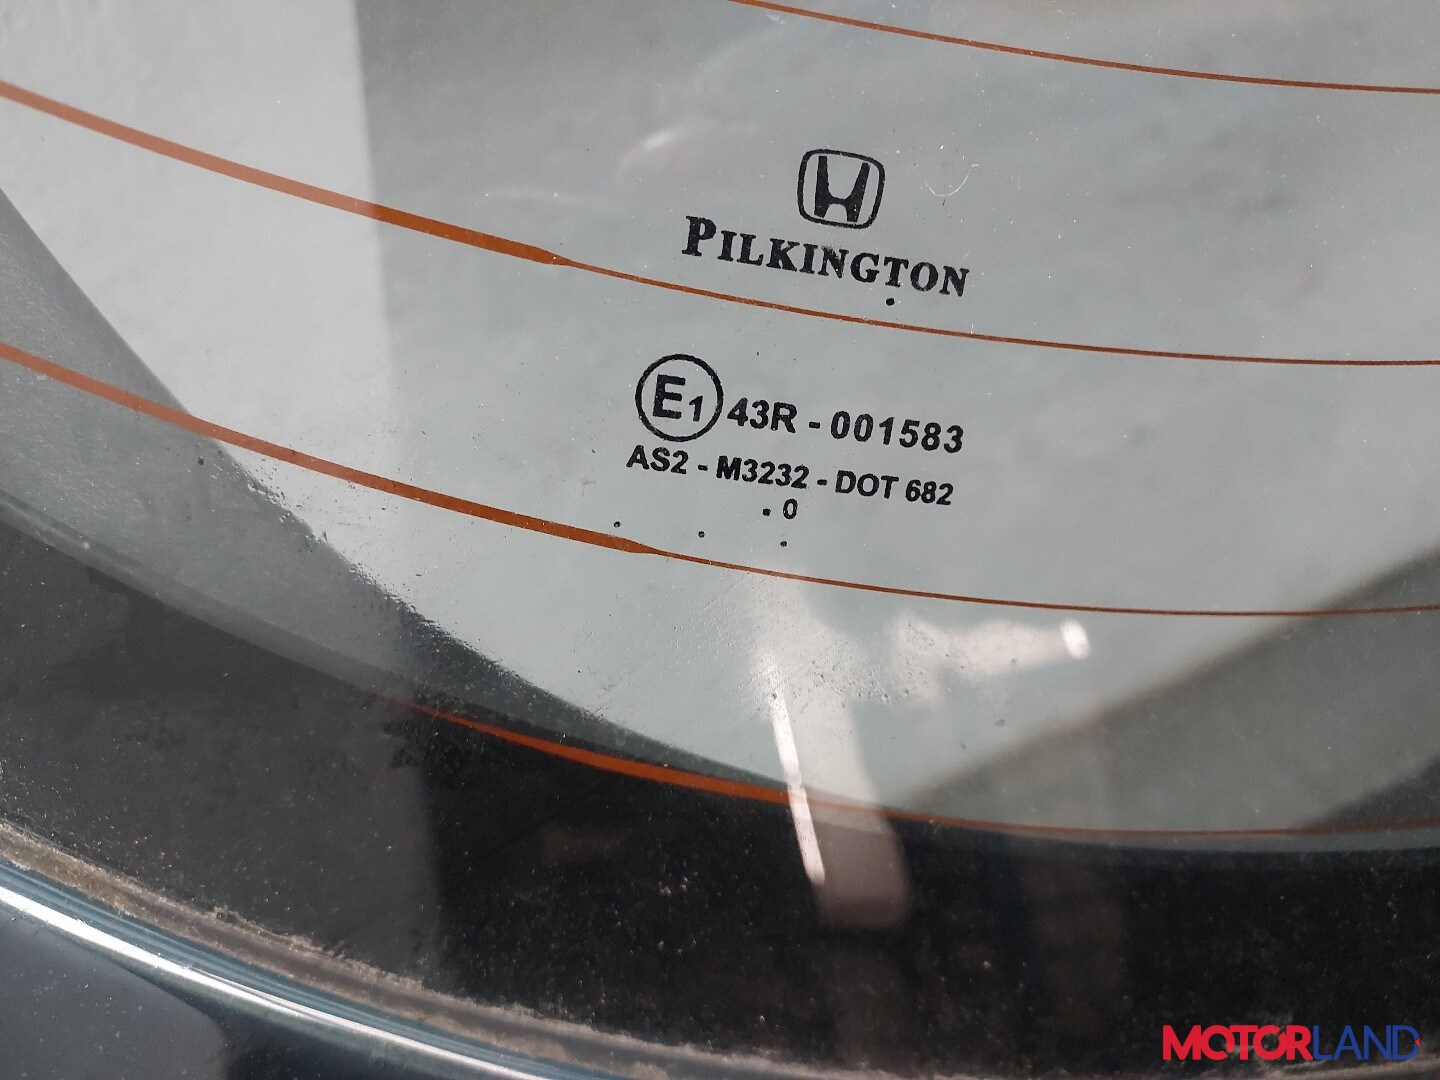 PILKINGTON
E1 43R - 001583
AS2 - M3232 - DOT 682
. 0
MOTORLAND